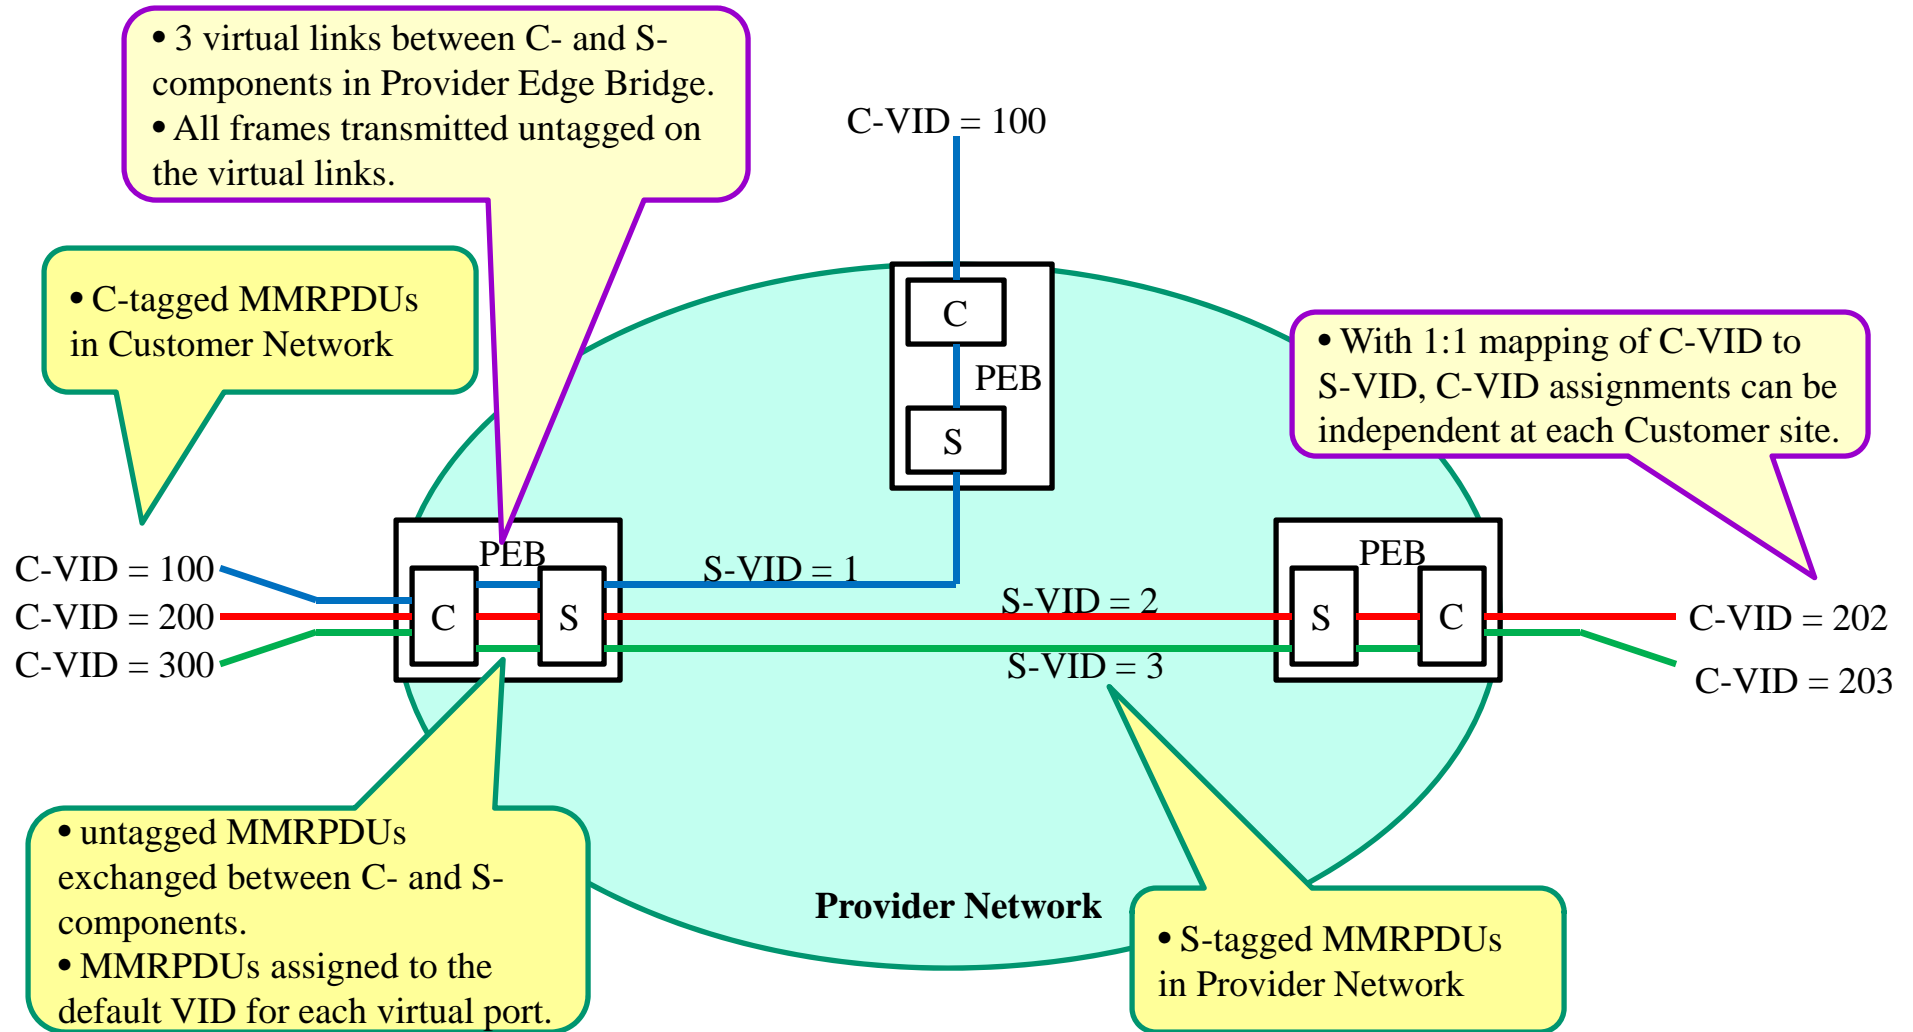 • 3 virtual links between C- and S-
components in Provider Edge Bridge.
• All frames transmitted untagged on
the virtual links.
C-VID = 100
• C-tagged MMRPDUs
in Customer Network
C
PEB
S
• With 1:1 mapping of C-VID to
S-VID, C-VID assignments can be
independent at each Customer site.
C-VID = 100
C-VID = 200
C-VID = 300
PEB
C
S
S-VID = 1
S-VID = 2
S-VID = 3
PEB
S
C
C-VID = 202
C-VID = 203
• untagged MMRPDUs
exchanged between C- and S-
components.
• MMRPDUs assigned to the
default VID for each virtual port.
Provider Network
• S-tagged MMRPDUs
in Provider Network